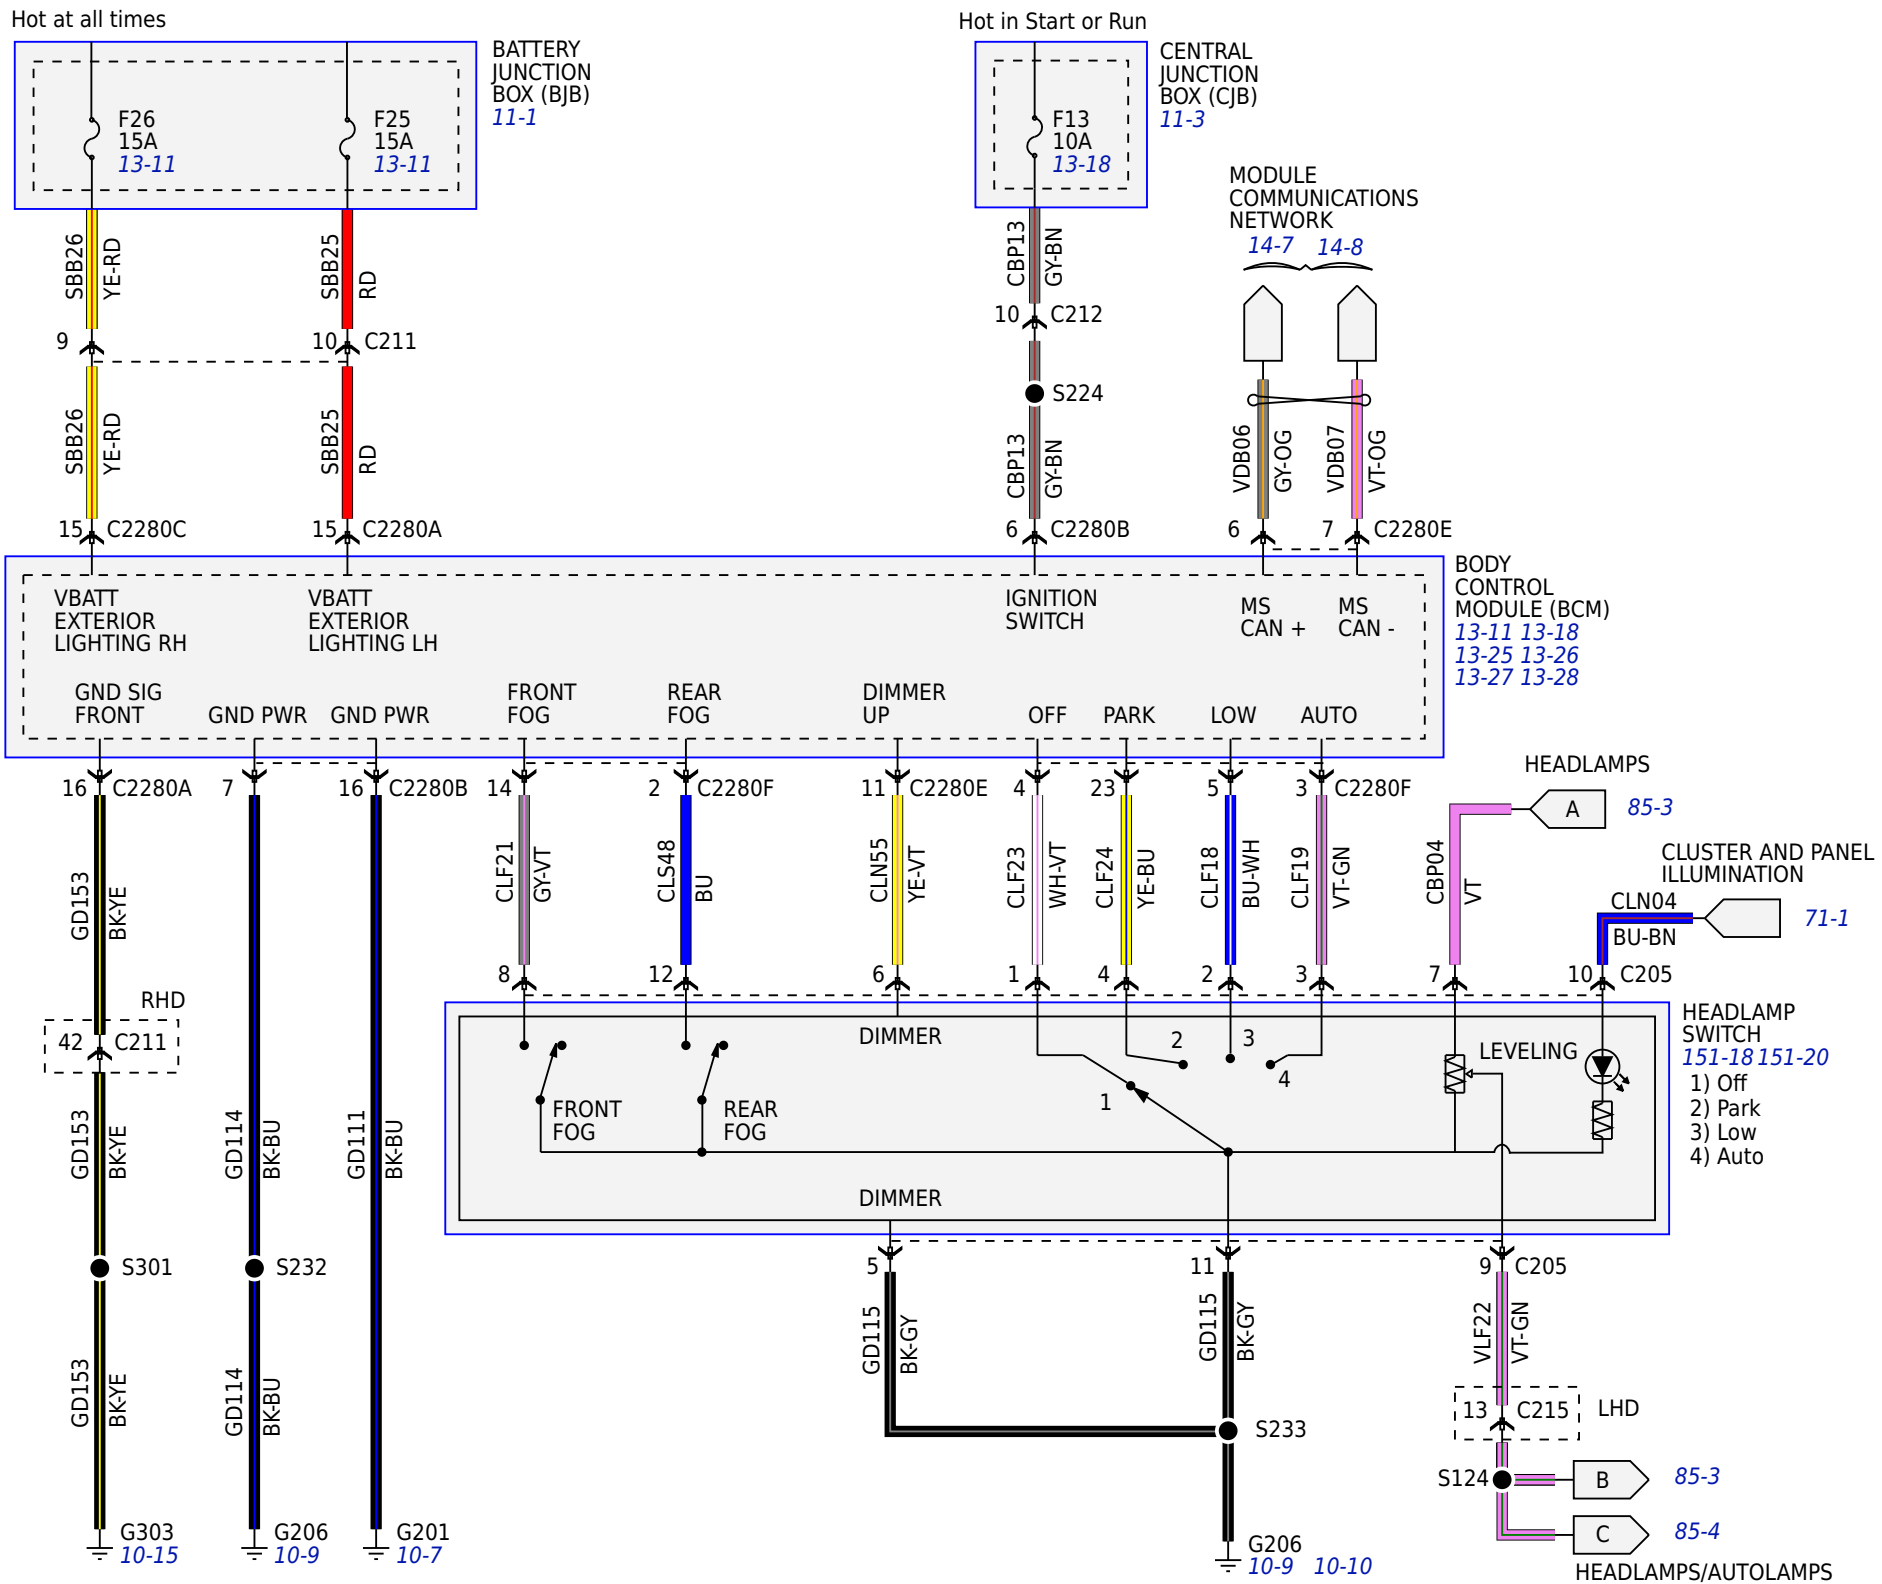 Hot at all times
Hot in Start or Run
BATTERY
JUNCTION
BOX (BJB)
11-1
F26
15A
13-11
F25
15A
13-11
CENTRAL
JUNCTION
BOX (CJB)
11-3
F13
10A
13-18
MODULE
COMMUNICATIONS
NETWORK
14-7 14-8
SBB26
YE-RD
SBB25
RD
CBP13
GY-BN
9
10 C211
10 C212
S224
SBB26
YE-RD
SBB25
RD
CBP13
GY-BN
VDB06
GY-OG
VDB07
VT-OG
15 C2280C
15 C2280A
6 C2280B
6
7 C2280E
BODY
CONTROL
MODULE (BCM)
13-11 13-18
13-25 13-26
13-27 13-28
VBATT
EXTERIOR
LIGHTING RH
VBATT
EXTERIOR
LIGHTING LH
IGNITION
SWITCH
MS
CAN +
MS
CAN -
GND SIG
FRONT
GND PWR
GND PWR
FRONT
FOG
REAR
FOG
DIMMER
UP
OFF
PARK
LOW
AUTO
16 C2280A
7
16 C2280B
14
2 C2280F
11 C2280E
4
23
5
3 C2280F
HEADLAMPS
A
85-3
CLUSTER AND PANEL
ILLUMINATION
CLN04
BU-BN
71-1
GD153
BK-YE
CLF21
GY-VT
CLS48
BU
CLN55
YE-VT
CLF23
WH-VT
CLF24
YE-BU
CLF18
BU-WH
CLF19
VT-GN
CBP04
VT
8
12
6
1
4
2
3
7
10 C205
RHD
42 C211
HEADLAMP
SWITCH
151-18 151-20
1) Off
2) Park
3) Low
4) Auto
DIMMER
2
3
4
1
LEVELING
FRONT
FOG
REAR
FOG
DIMMER
GD153
BK-YE
GD114
BK-BU
GD111
BK-BU
S301
S232
5
11
9 C205
GD115
BK-GY
GD115
BK-GY
VLF22
VT-GN
GD153
BK-YE
GD114
BK-BU
13 C215
LHD
S233
S124
B
85-3
C
85-4
HEADLAMPS/AUTOLAMPS
G303
10-15
G206
10-9
G201
10-7
G206
10-9 10-10